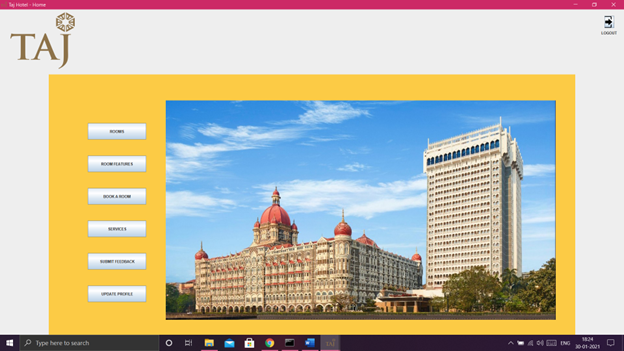 Taj Hotel - Home
TAJ
LOGOUT
ROOMS
ROOM FEATURES
BOOK A ROOM
SERVICES
SUBMIT FEEDBACK
UPDATE PROFILE
Type here to search
ENG
18:24
30-01-2021